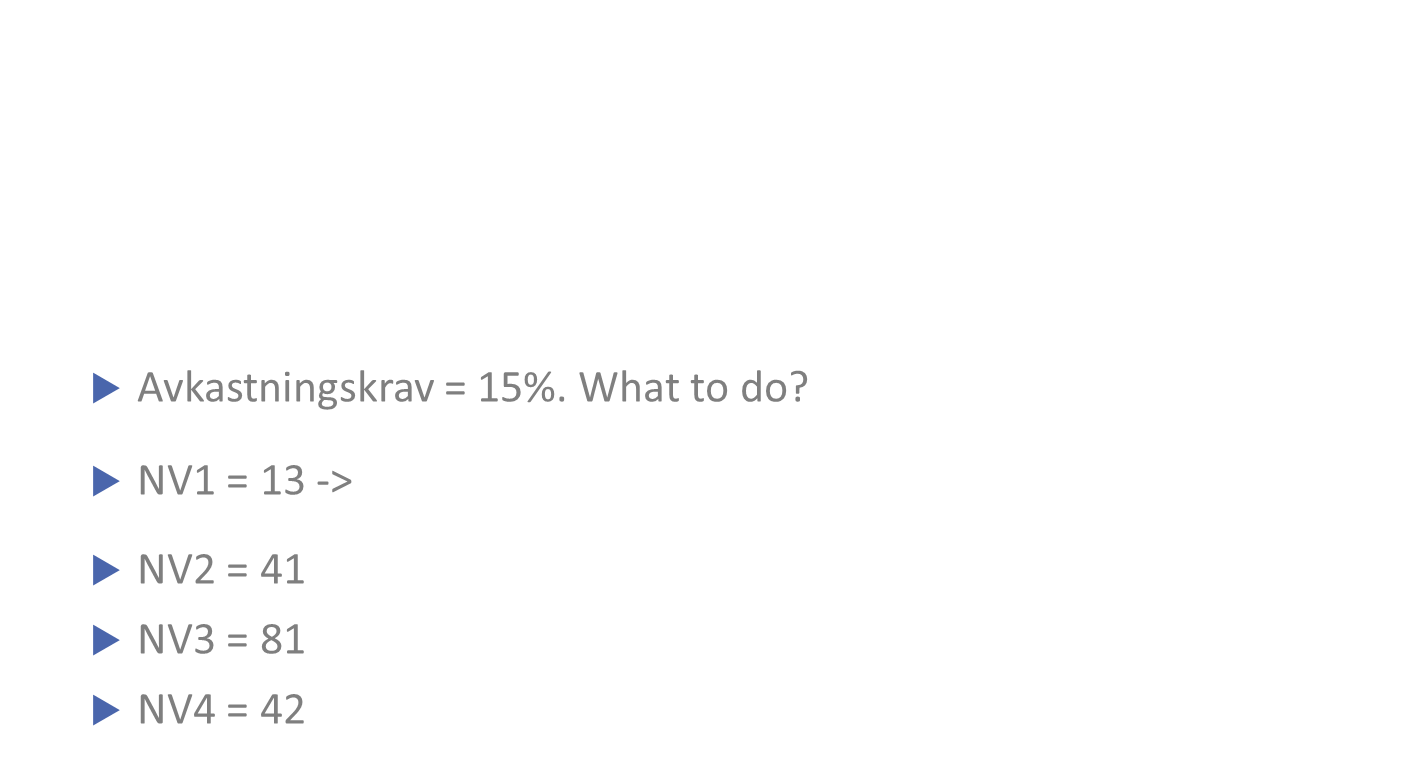 Avkastningskrav = 15%. What to do?
NV1 = 13 ->
NV2 = 41
NV3 = 81
NV4 = 42